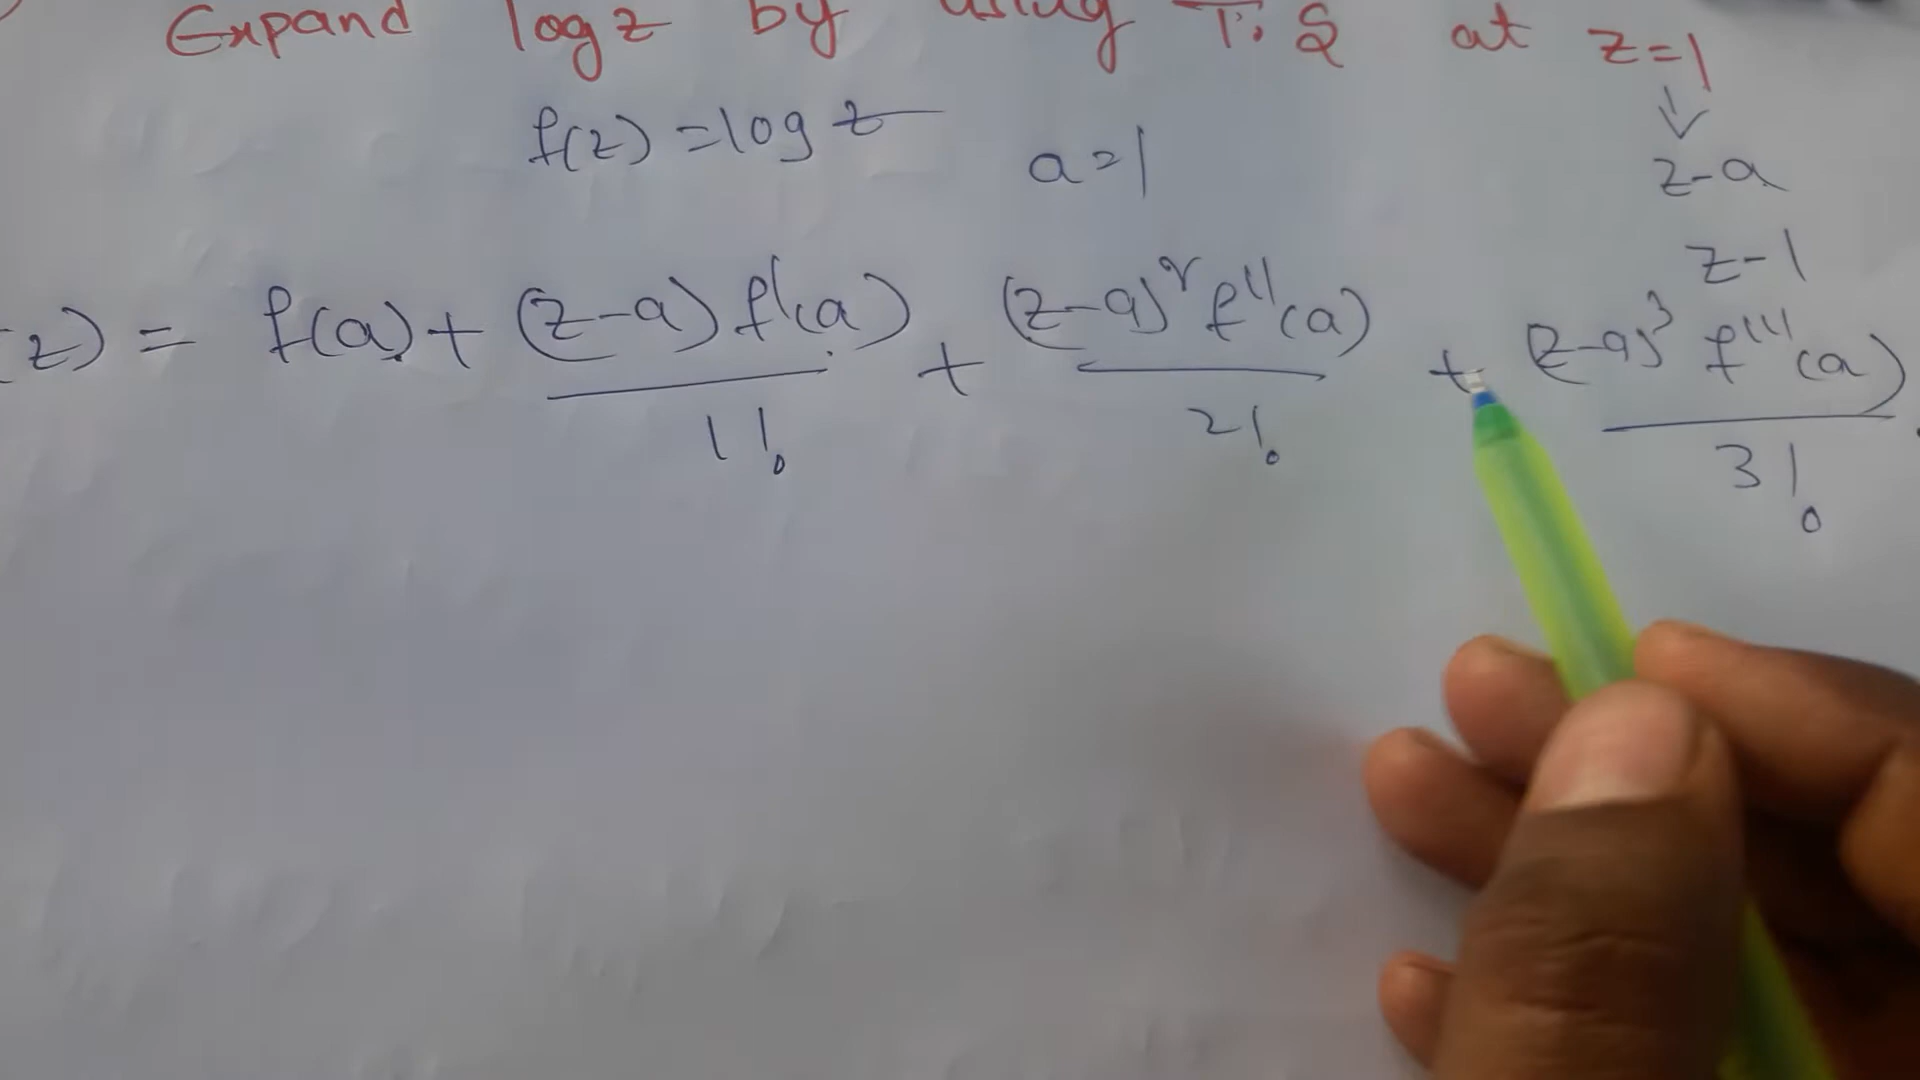 Expand log z by using T.S at z=1
f(z) = log z a=1
↓
z-a
z-1
z) = f(a) + (z-a) f'(a) / 1! + (z-a)² f''(a) / 2! + (z-a)³ f'''(a) / 3!